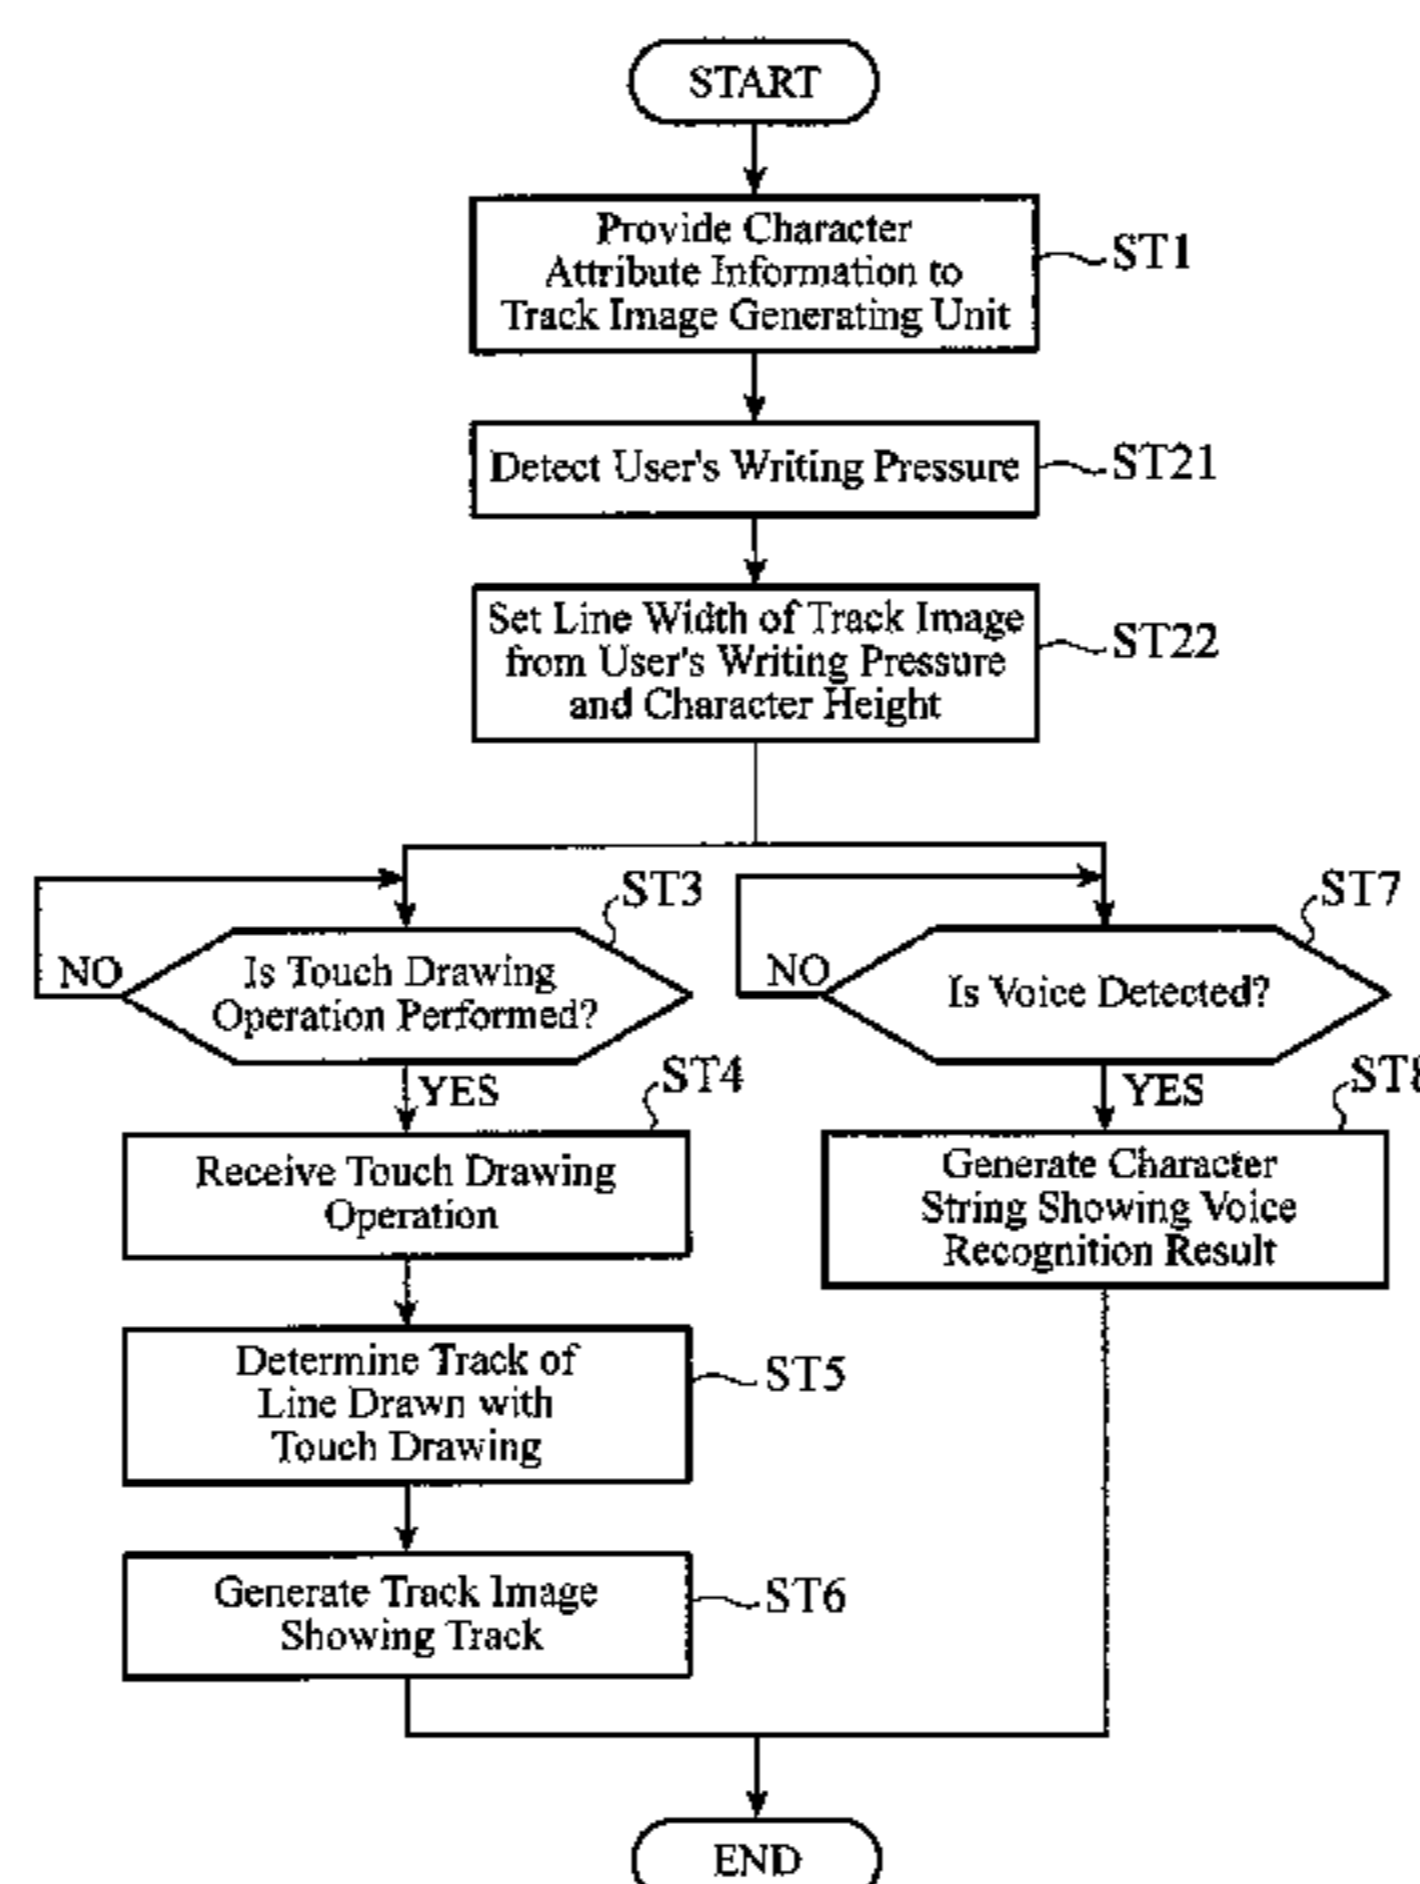 START
Provide Character
Attribute Information to
Track Image Generating Unit
ST1
Detect User's Writing Pressure
ST21
Set Line Width of Track Image
from User's Writing Pressure
and Character Height
ST22
ST3
NO
Is Touch Drawing
Operation Performed?
YES
ST4
Receive Touch Drawing
Operation
Determine Track of
Line Drawn with
Touch Drawing
ST5
Generate Track Image
Showing Track
ST6
ST7
NO
Is Voice Detected?
YES
ST8
Generate Character
String Showing Voice
Recognition Result
END